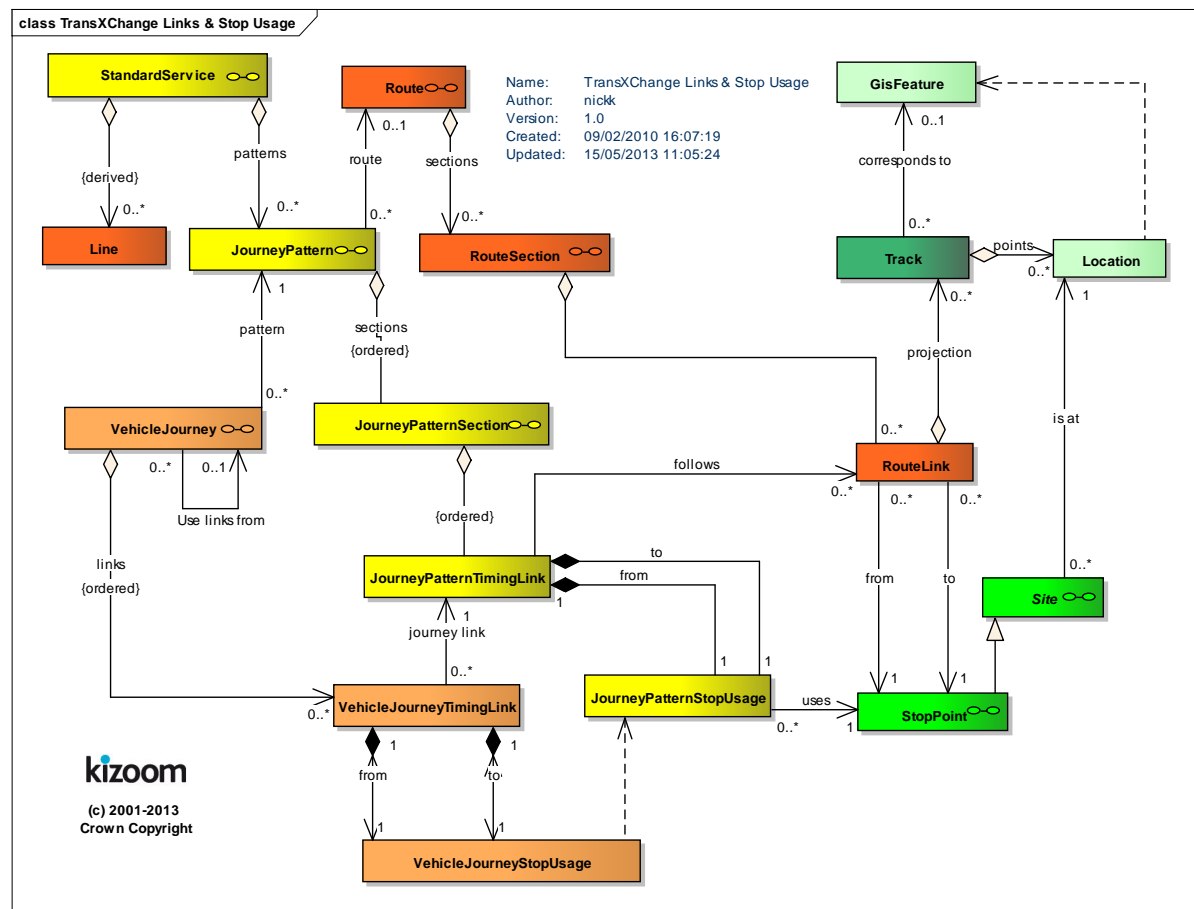 class TransXChange Links & Stop Usage
StandardService
Route
Name: TransXChange Links & Stop Usage
Author: nickk
Version: 1.0
Created: 09/02/2010 16:07:19
Updated: 15/05/2013 11:05:24
GisFeature
0..1
0..1
patterns
route
sections
corresponds to
{derived}
0..*
0..*
0..*
0..*
0..*
Line
JourneyPattern
RouteSection
Track
points
0..*
Location
1
0..*
1
pattern
sections
{ordered}
projection
0..*
is at
VehicleJourney
JourneyPatternSection
0..*
0..1
Use links from
follows
0..*
0..*
RouteLink
0..*
0..*
{ordered}
links
{ordered}
JourneyPatternTimingLink
to
from
1
from
to
0..*
Site
1
journey link
0..*
1
1
1
1
VehicleJourneyTimingLink
0..*
JourneyPatternStopUsage
uses
0..*
1
StopPoint
1
1
from
to
kizoom
(c) 2001-2013
Crown Copyright
1
1
VehicleJourneyStopUsage